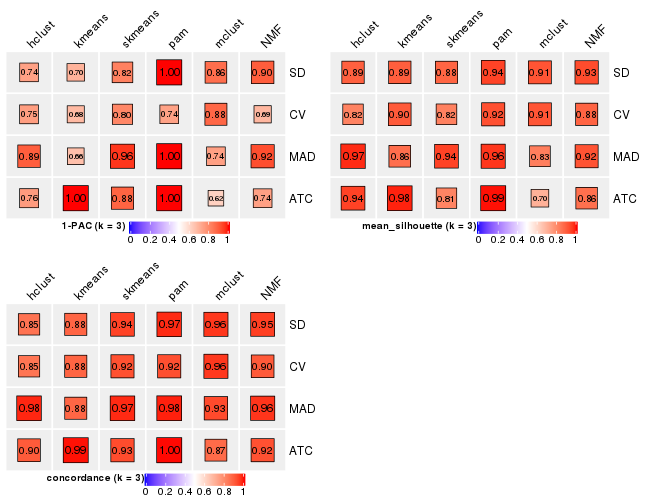 hclust kmeans skmeans pam mclust NMF
0.74 0.70 0.82 1.00 0.86 0.90 SD
0.75 0.68 0.80 0.74 0.88 0.69 CV
0.89 0.66 0.96 1.00 0.74 0.92 MAD
0.76 1.00 0.88 1.00 0.62 0.74 ATC
1-PAC (k = 3)
0 0.2 0.4 0.6 0.8 1
hclust kmeans skmeans pam mclust NMF
0.89 0.89 0.88 0.94 0.91 0.93 SD
0.82 0.90 0.82 0.92 0.91 0.88 CV
0.97 0.86 0.94 0.96 0.83 0.92 MAD
0.94 0.98 0.81 0.99 0.70 0.86 ATC
mean_silhouette (k = 3)
0 0.2 0.4 0.6 0.8 1
hclust kmeans skmeans pam mclust NMF
0.85 0.88 0.94 0.97 0.96 0.95 SD
0.85 0.88 0.92 0.92 0.96 0.90 CV
0.98 0.88 0.97 0.98 0.93 0.96 MAD
0.90 0.99 0.93 1.00 0.87 0.92 ATC
concordance (k = 3)
0 0.2 0.4 0.6 0.8 1